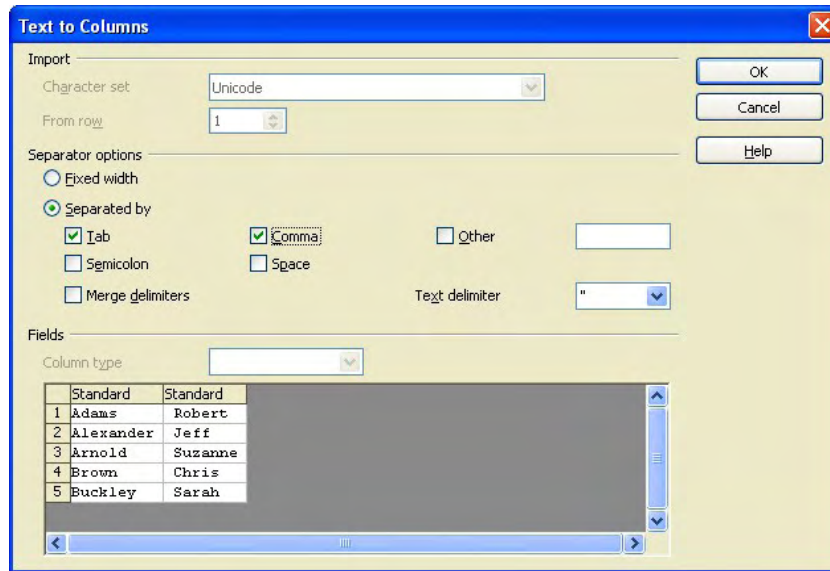 Text to Columns
Import
OK
Character set Unicode
Cancel
From row 1
Help
Separator options
Fixed width
Separated by
Tab Comma Other
Semicolon Space
Merge delimiters Text delimiter "
Fields
Column type
Standard Standard
1 Adams Robert
2 Alexander Jeff
3 Arnold Suzanne
4 Brown Chris
5 Buckley Sarah